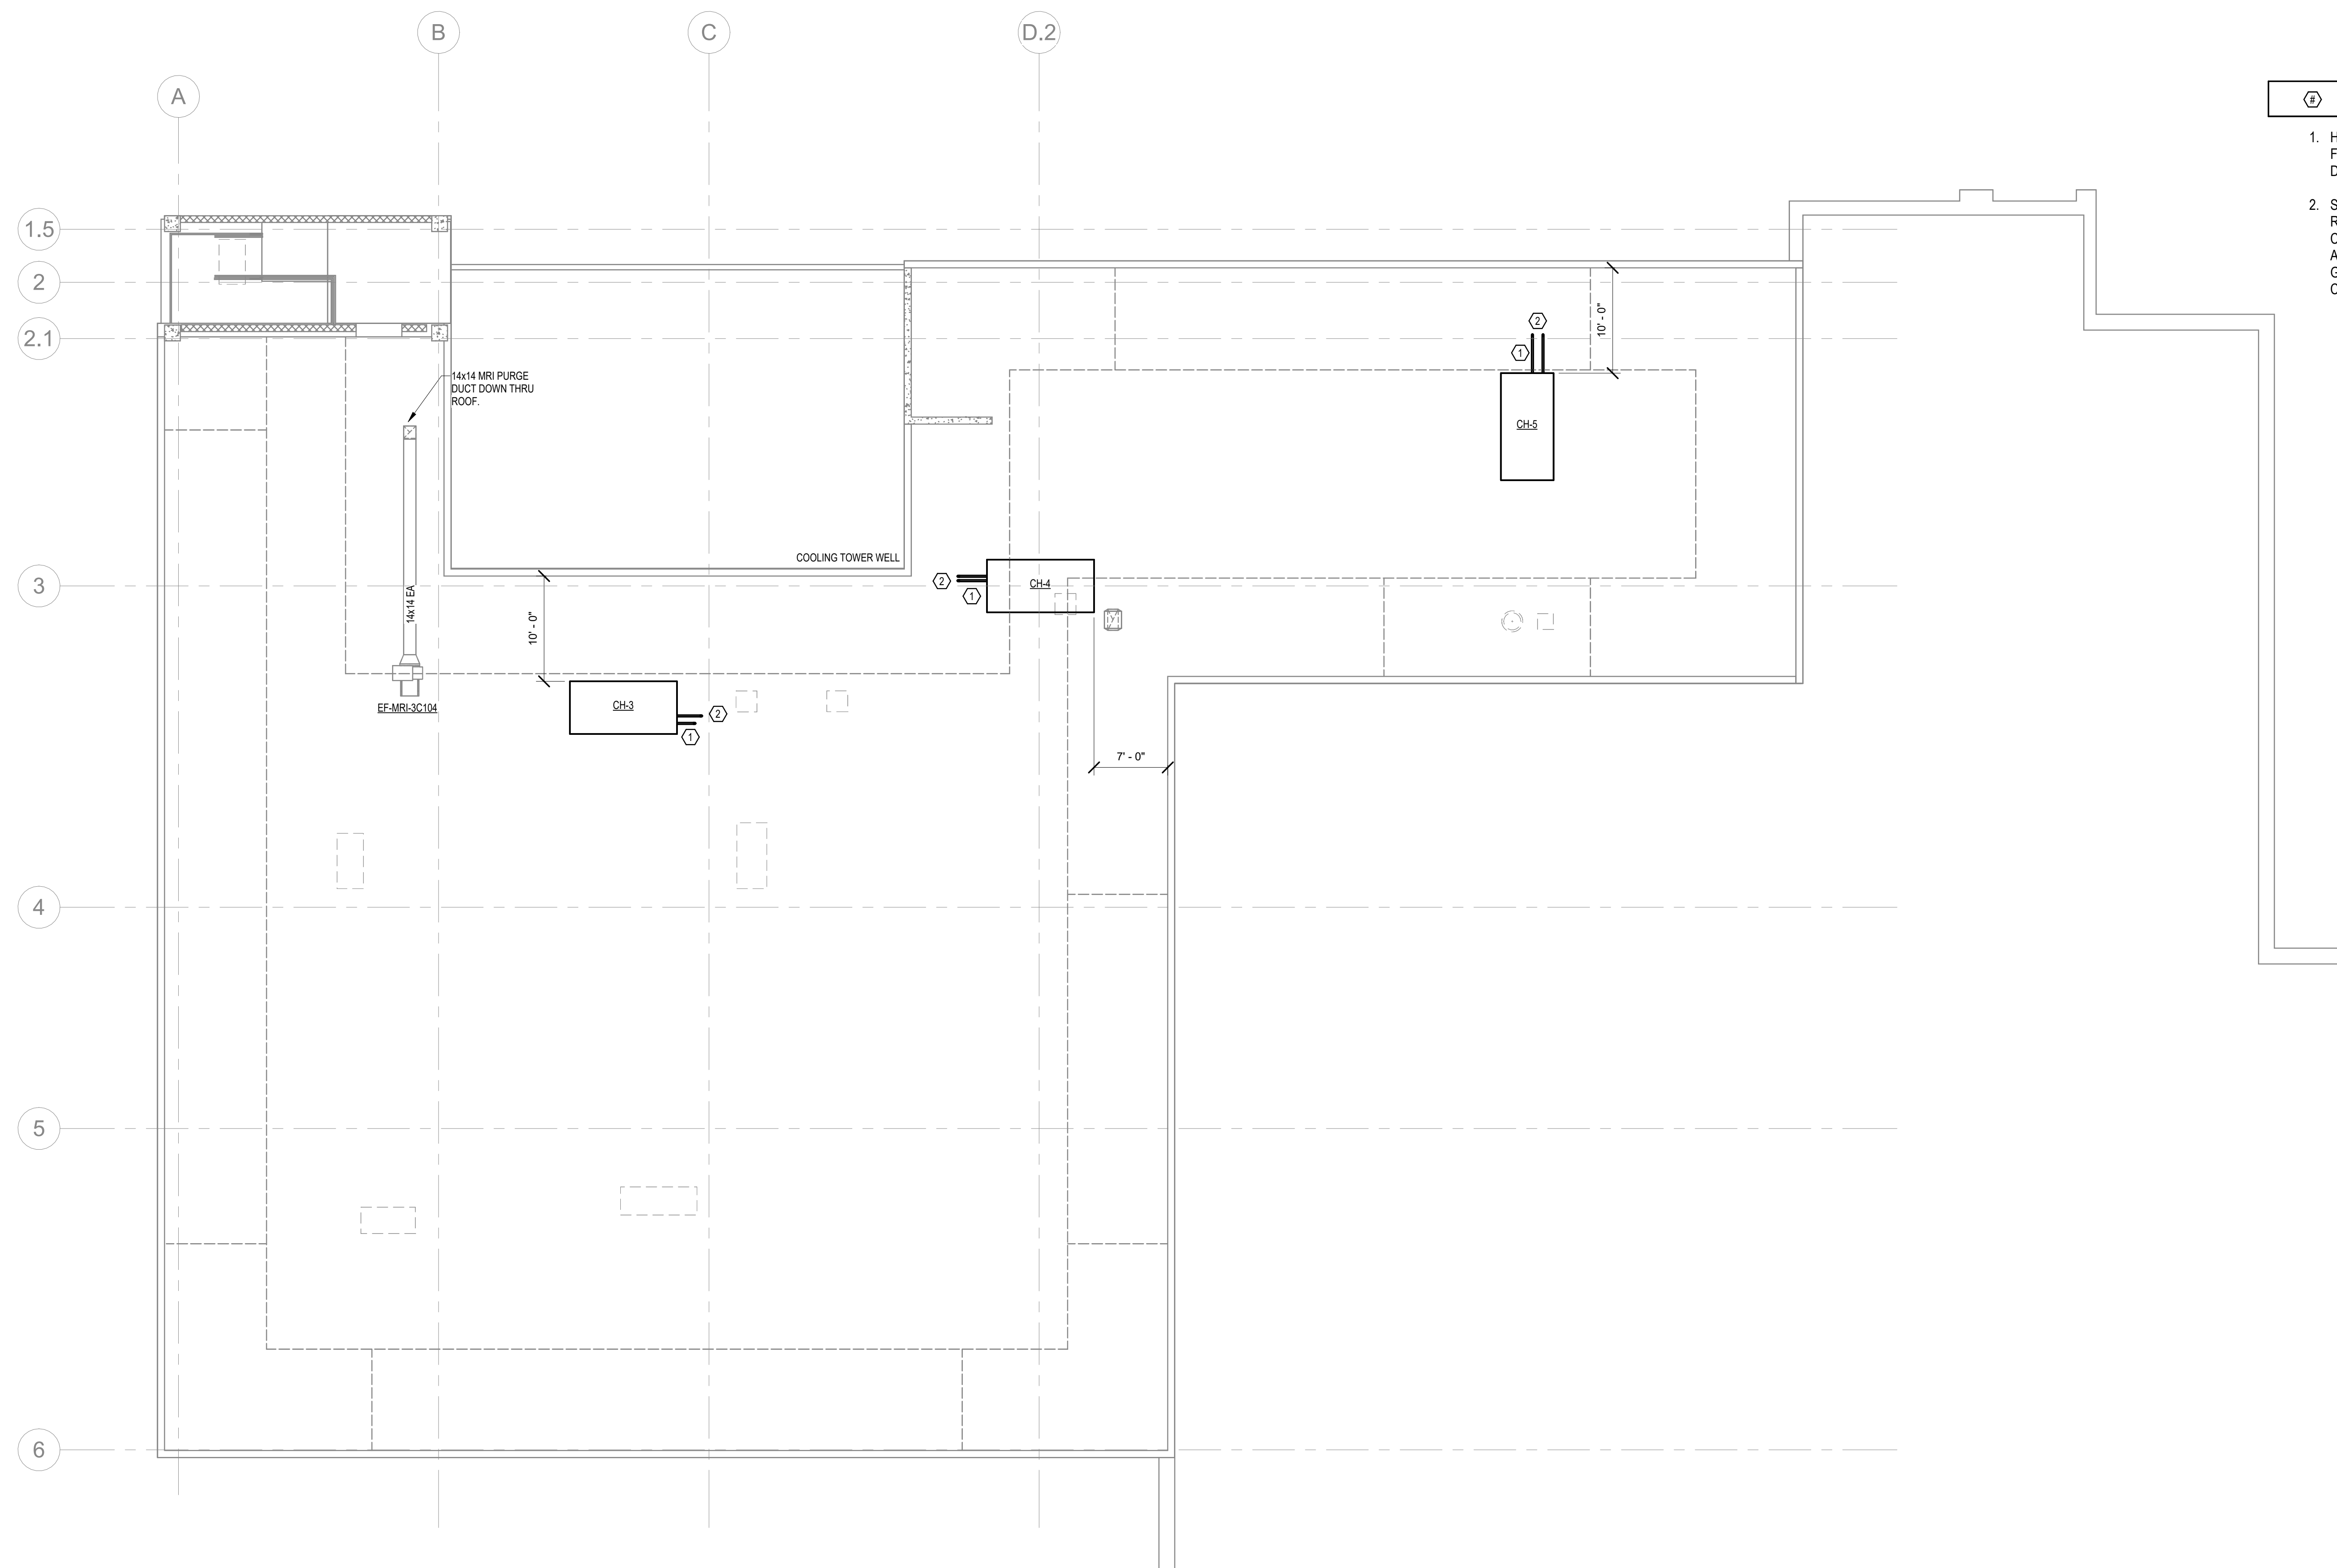 B
C
D.2
A
#
1. H
F
D
2. S
R
C
A
G
C
1.5
2
2.1
10' - 0"
2
1
14x14 MRI PURGE
DUCT DOWN THRU
ROOF.
CH-5
COOLING TOWER WELL
3
14x14 EA
10' - 0"
2
1
CH-4
EF-MRI-3C104
CH-3
2
1
7' - 0"
4
5
6